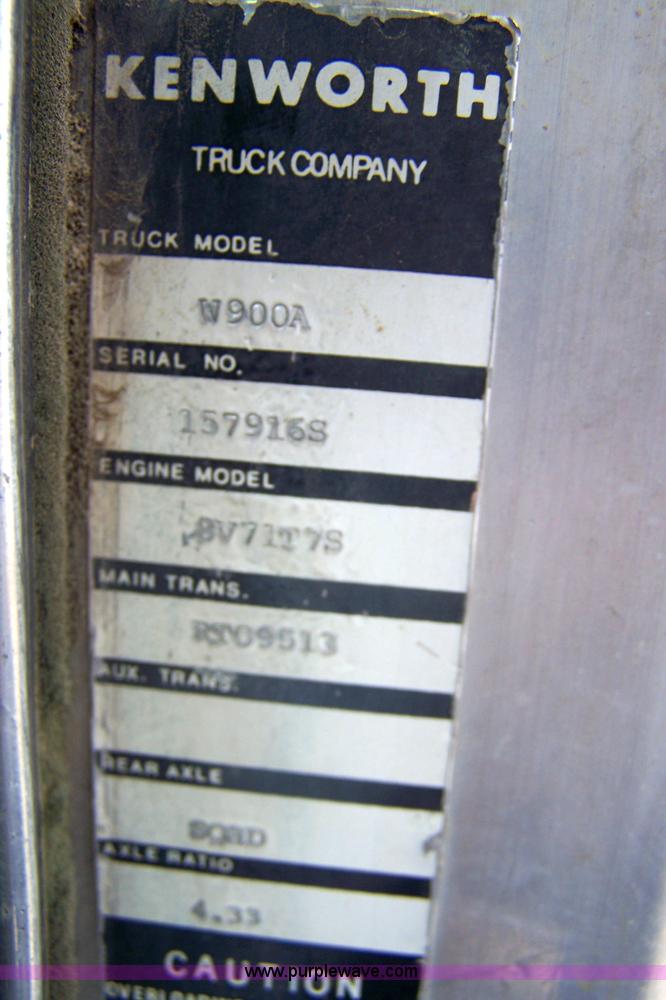 KENWORTH
TRUCK COMPANY
TRUCK MODEL
W900A
SERIAL NO.
157916S
ENGINE MODEL
8V71T7S
MAIN TRANS.
RTO9513
AUX. TRANS.
REAR AXLE
SQHD
AXLE RATIO
4.33
CAUTION
www.purplewave.com